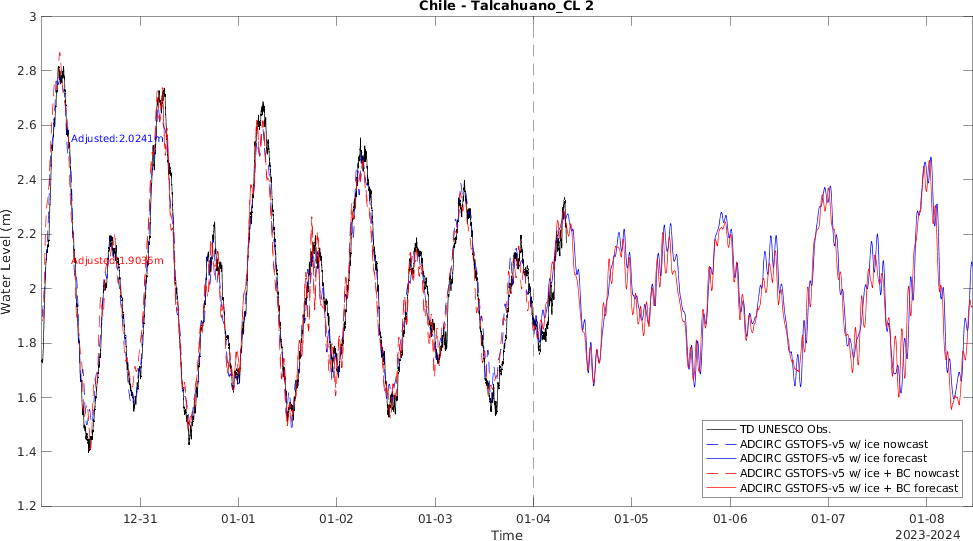 Chile - Talcahuano_CL 2
Water Level (m)
3
2.8
2.6
2.4
2.2
2
1.8
1.6
1.4
1.2
Adjusted:2.0241m
Adjusted:1.9036m
TD UNESCO Obs.
ADCIRC GSTOFS-v5 w/ ice nowcast
ADCIRC GSTOFS-v5 w/ ice forecast
ADCIRC GSTOFS-v5 w/ ice + BC nowcast
ADCIRC GSTOFS-v5 w/ ice + BC forecast
12-31 01-01 01-02 01-03 01-04 01-05 01-06 01-07 01-08
Time
2023-2024